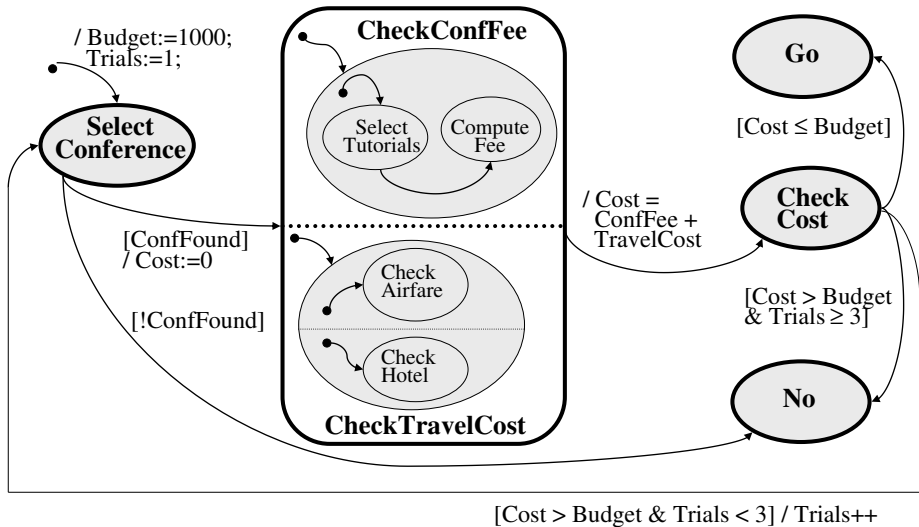 / Budget:=1000;
Trials:=1;
Select
Conference
[ConfFound]
/ Cost:=0
[!ConfFound]
CheckConfFee
Select
Tutorials
Compute
Fee
Check
Airfare
Check
Hotel
CheckTravelCost
/ Cost =
ConfFee +
TravelCost
Go
[Cost ≤ Budget]
Check
Cost
[Cost > Budget
& Trials ≥ 3]
No
[Cost > Budget & Trials < 3] / Trials++